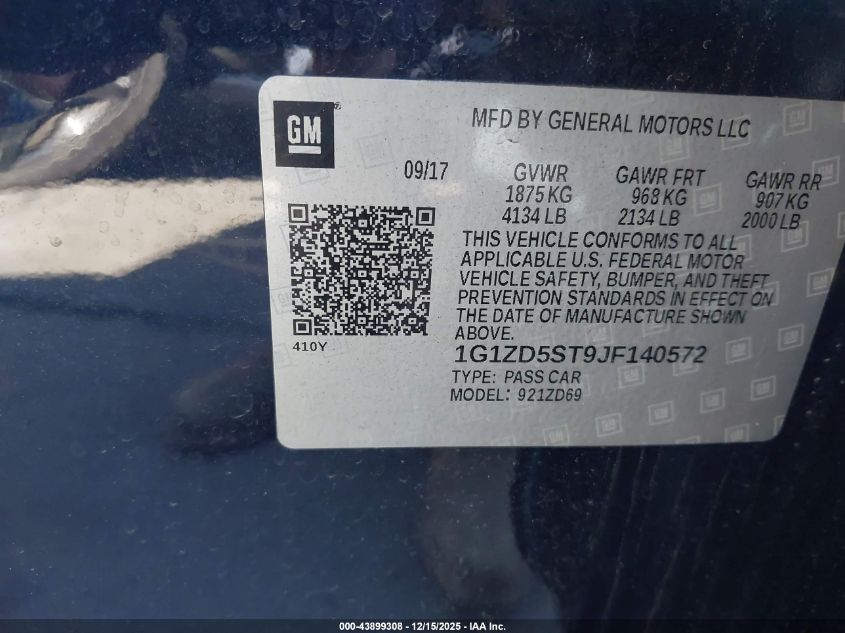 GM
MFD BY GENERAL MOTORS LLC
09/17
GVWR
1875 KG
4134 LB
GAWR FRT
968 KG
2134 LB
GAWR RR
907 KG
2000 LB
THIS VEHICLE CONFORMS TO ALL
APPLICABLE U.S. FEDERAL MOTOR
VEHICLE SAFETY, BUMPER, AND THEFT
PREVENTION STANDARDS IN EFFECT ON
THE DATE OF MANUFACTURE SHOWN
ABOVE.
410Y
1G1ZD5ST9JF140572
TYPE: PASS CAR
MODEL: 921ZD69
000-43899308 - 12/15/2025 - IAA Inc.